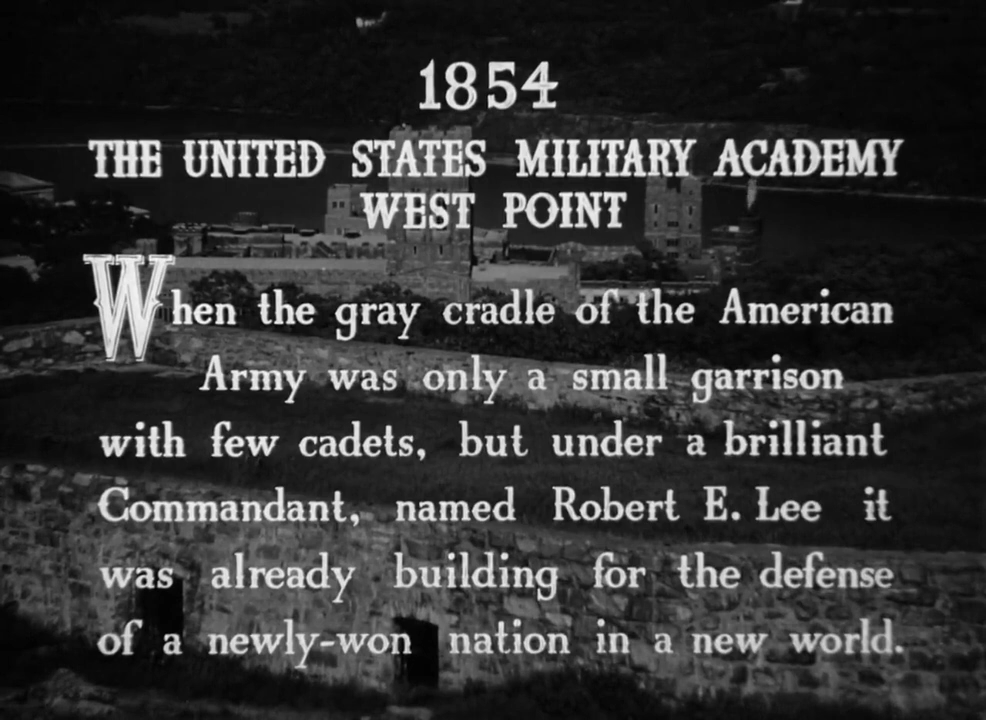 1854
THE UNITED STATES MILITARY ACADEMY
WEST POINT
When the gray cradle of the American
Army was only a small garrison
with few cadets, but under a brilliant
Commandant, named Robert E. Lee it
was already building for the defense
of a newly-won nation in a new world.